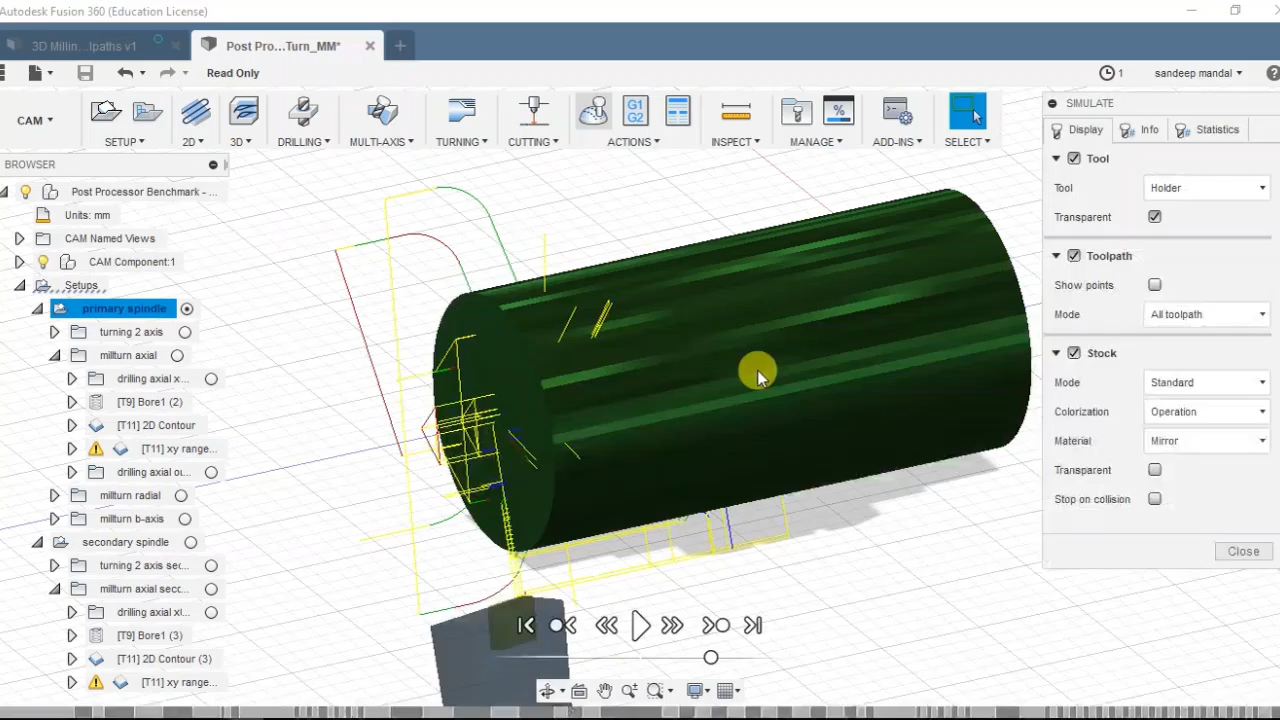 Autodesk Fusion 360 (Education License)
3D Millin...lpaths v1
Post Pro...Turn_MM*
Read Only
1
sandeep mandal
CAM
G1
G2
%
SETUP
2D
3D
DRILLING
MULTI-AXIS
TURNING
CUTTING
ACTIONS
INSPECT
MANAGE
ADD-INS
SELECT
BROWSER
Post Processor Benchmark - ...
Units: mm
CAM Named Views
CAM Component:1
Setups
primary spindle
turning 2 axis
millturn axial
drilling axial x...
[T9] Bore1 (2)
[T11] 2D Contour
[T11] xy range...
drilling axial ou...
millturn radial
millturn b-axis
secondary spindle
turning 2 axis sec...
millturn axial seco...
drilling axial xt...
[T9] Bore1 (3)
[T11] 2D Contour (3)
[T11] xy range...
SIMULATE
Display
Info
Statistics
Tool
Tool
Holder
Transparent
Toolpath
Show points
Mode
All toolpath
Stock
Mode
Standard
Colorization
Operation
Material
Mirror
Transparent
Stop on collision
Close